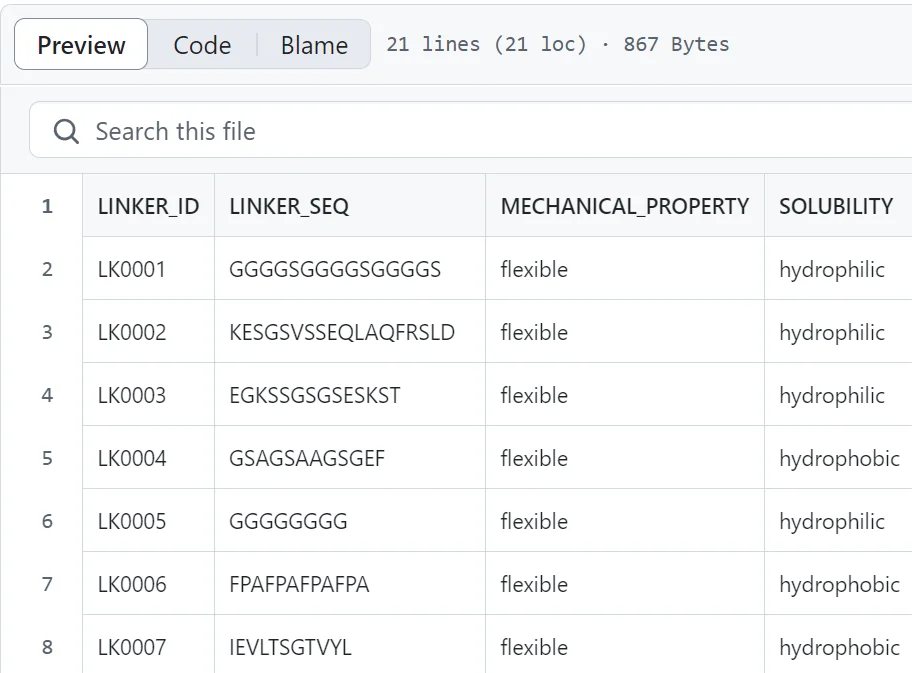 Preview Code Blame 21 lines (21 loc) · 867 Bytes
Search this file
1 LINKER_ID LINKER_SEQ MECHANICAL_PROPERTY SOLUBILITY
2 LK0001 GGGGSGGGGSGGGGS flexible hydrophilic
3 LK0002 KESGSVSSEQLAQFRSLD flexible hydrophilic
4 LK0003 EGKSSGSGSESKST flexible hydrophilic
5 LK0004 GSAGSAAGSGEF flexible hydrophobic
6 LK0005 GGGGGGGG flexible hydrophilic
7 LK0006 FPAFPAFPAFPA flexible hydrophobic
8 LK0007 IEVLTSGTVYL flexible hydrophobic